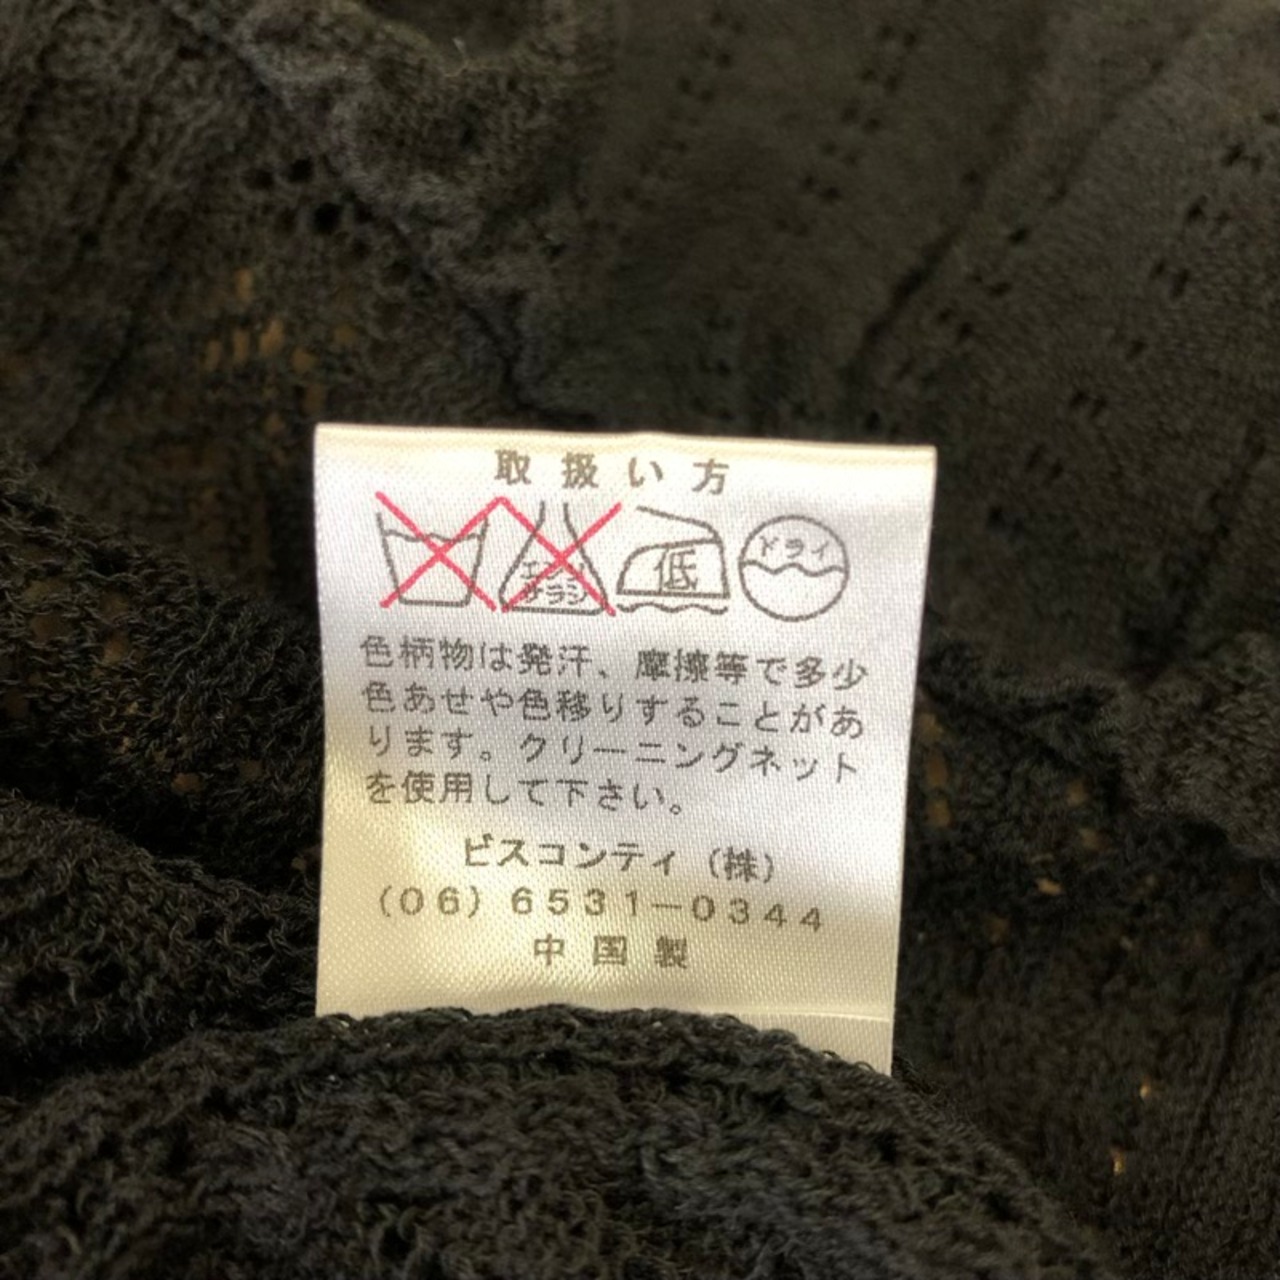 取扱い方
エンソ
サラシ
低
ドライ
色柄物は発汗、摩擦等で多少
色あせや色移りすることがあ
ります。クリーニングネット
を使用して下さい。
ビスコンティ(株)
(06)6531-0344
中国製